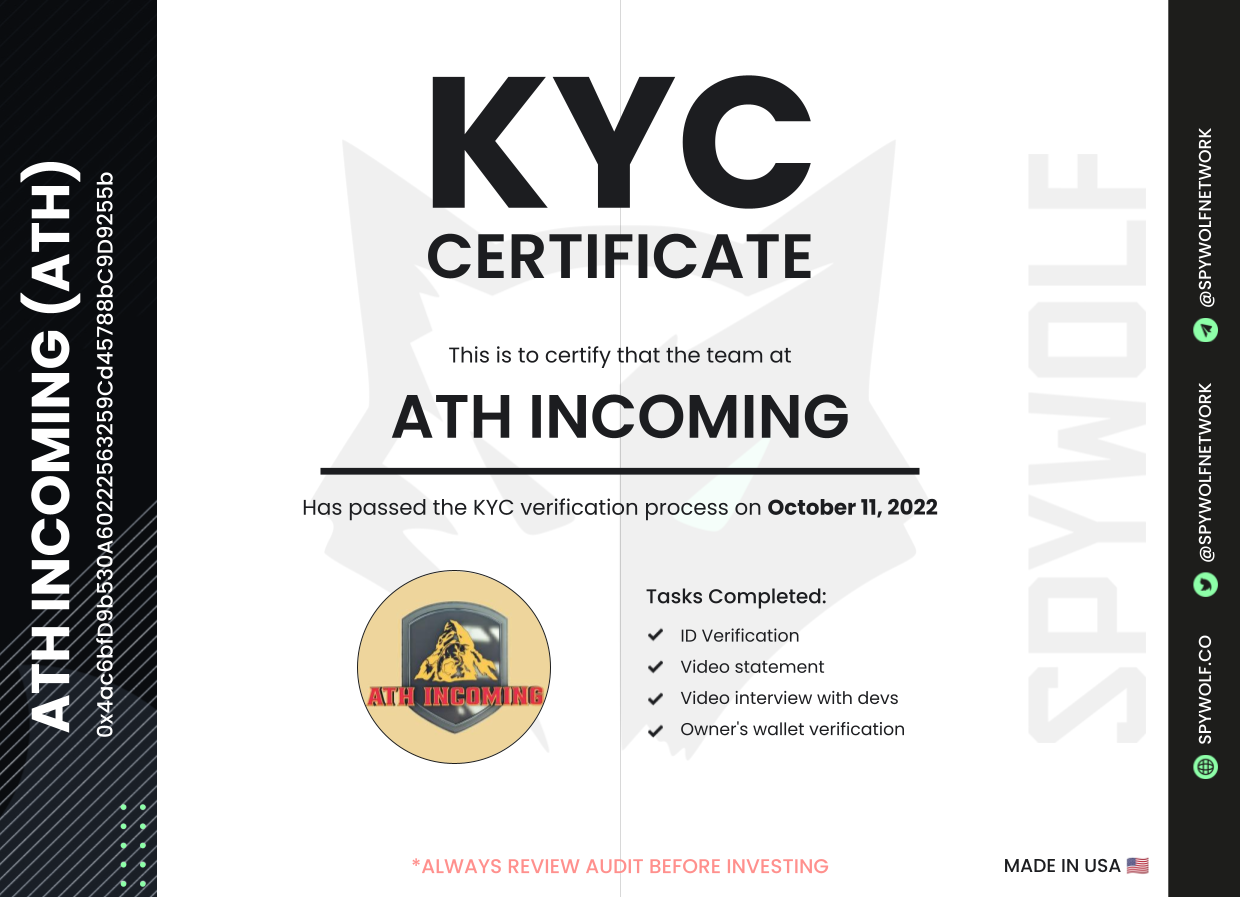 ATH INCOMING (ATH)
0x4ac6bfD9b530A60222563259Cd45788bC9D9255b
KYC
CERTIFICATE
This is to certify that the team at
ATH INCOMING
Has passed the KYC verification process on October 11, 2022
ATH INCOMING
Tasks Completed:
ID Verification
Video statement
Video interview with devs
Owner's wallet verification
*ALWAYS REVIEW AUDIT BEFORE INVESTING
MADE IN USA 🇺🇸
SPYWOLF
@SPYWOLFNETWORK
@SPYWOLFNETWORK
SPYWOLF.CO